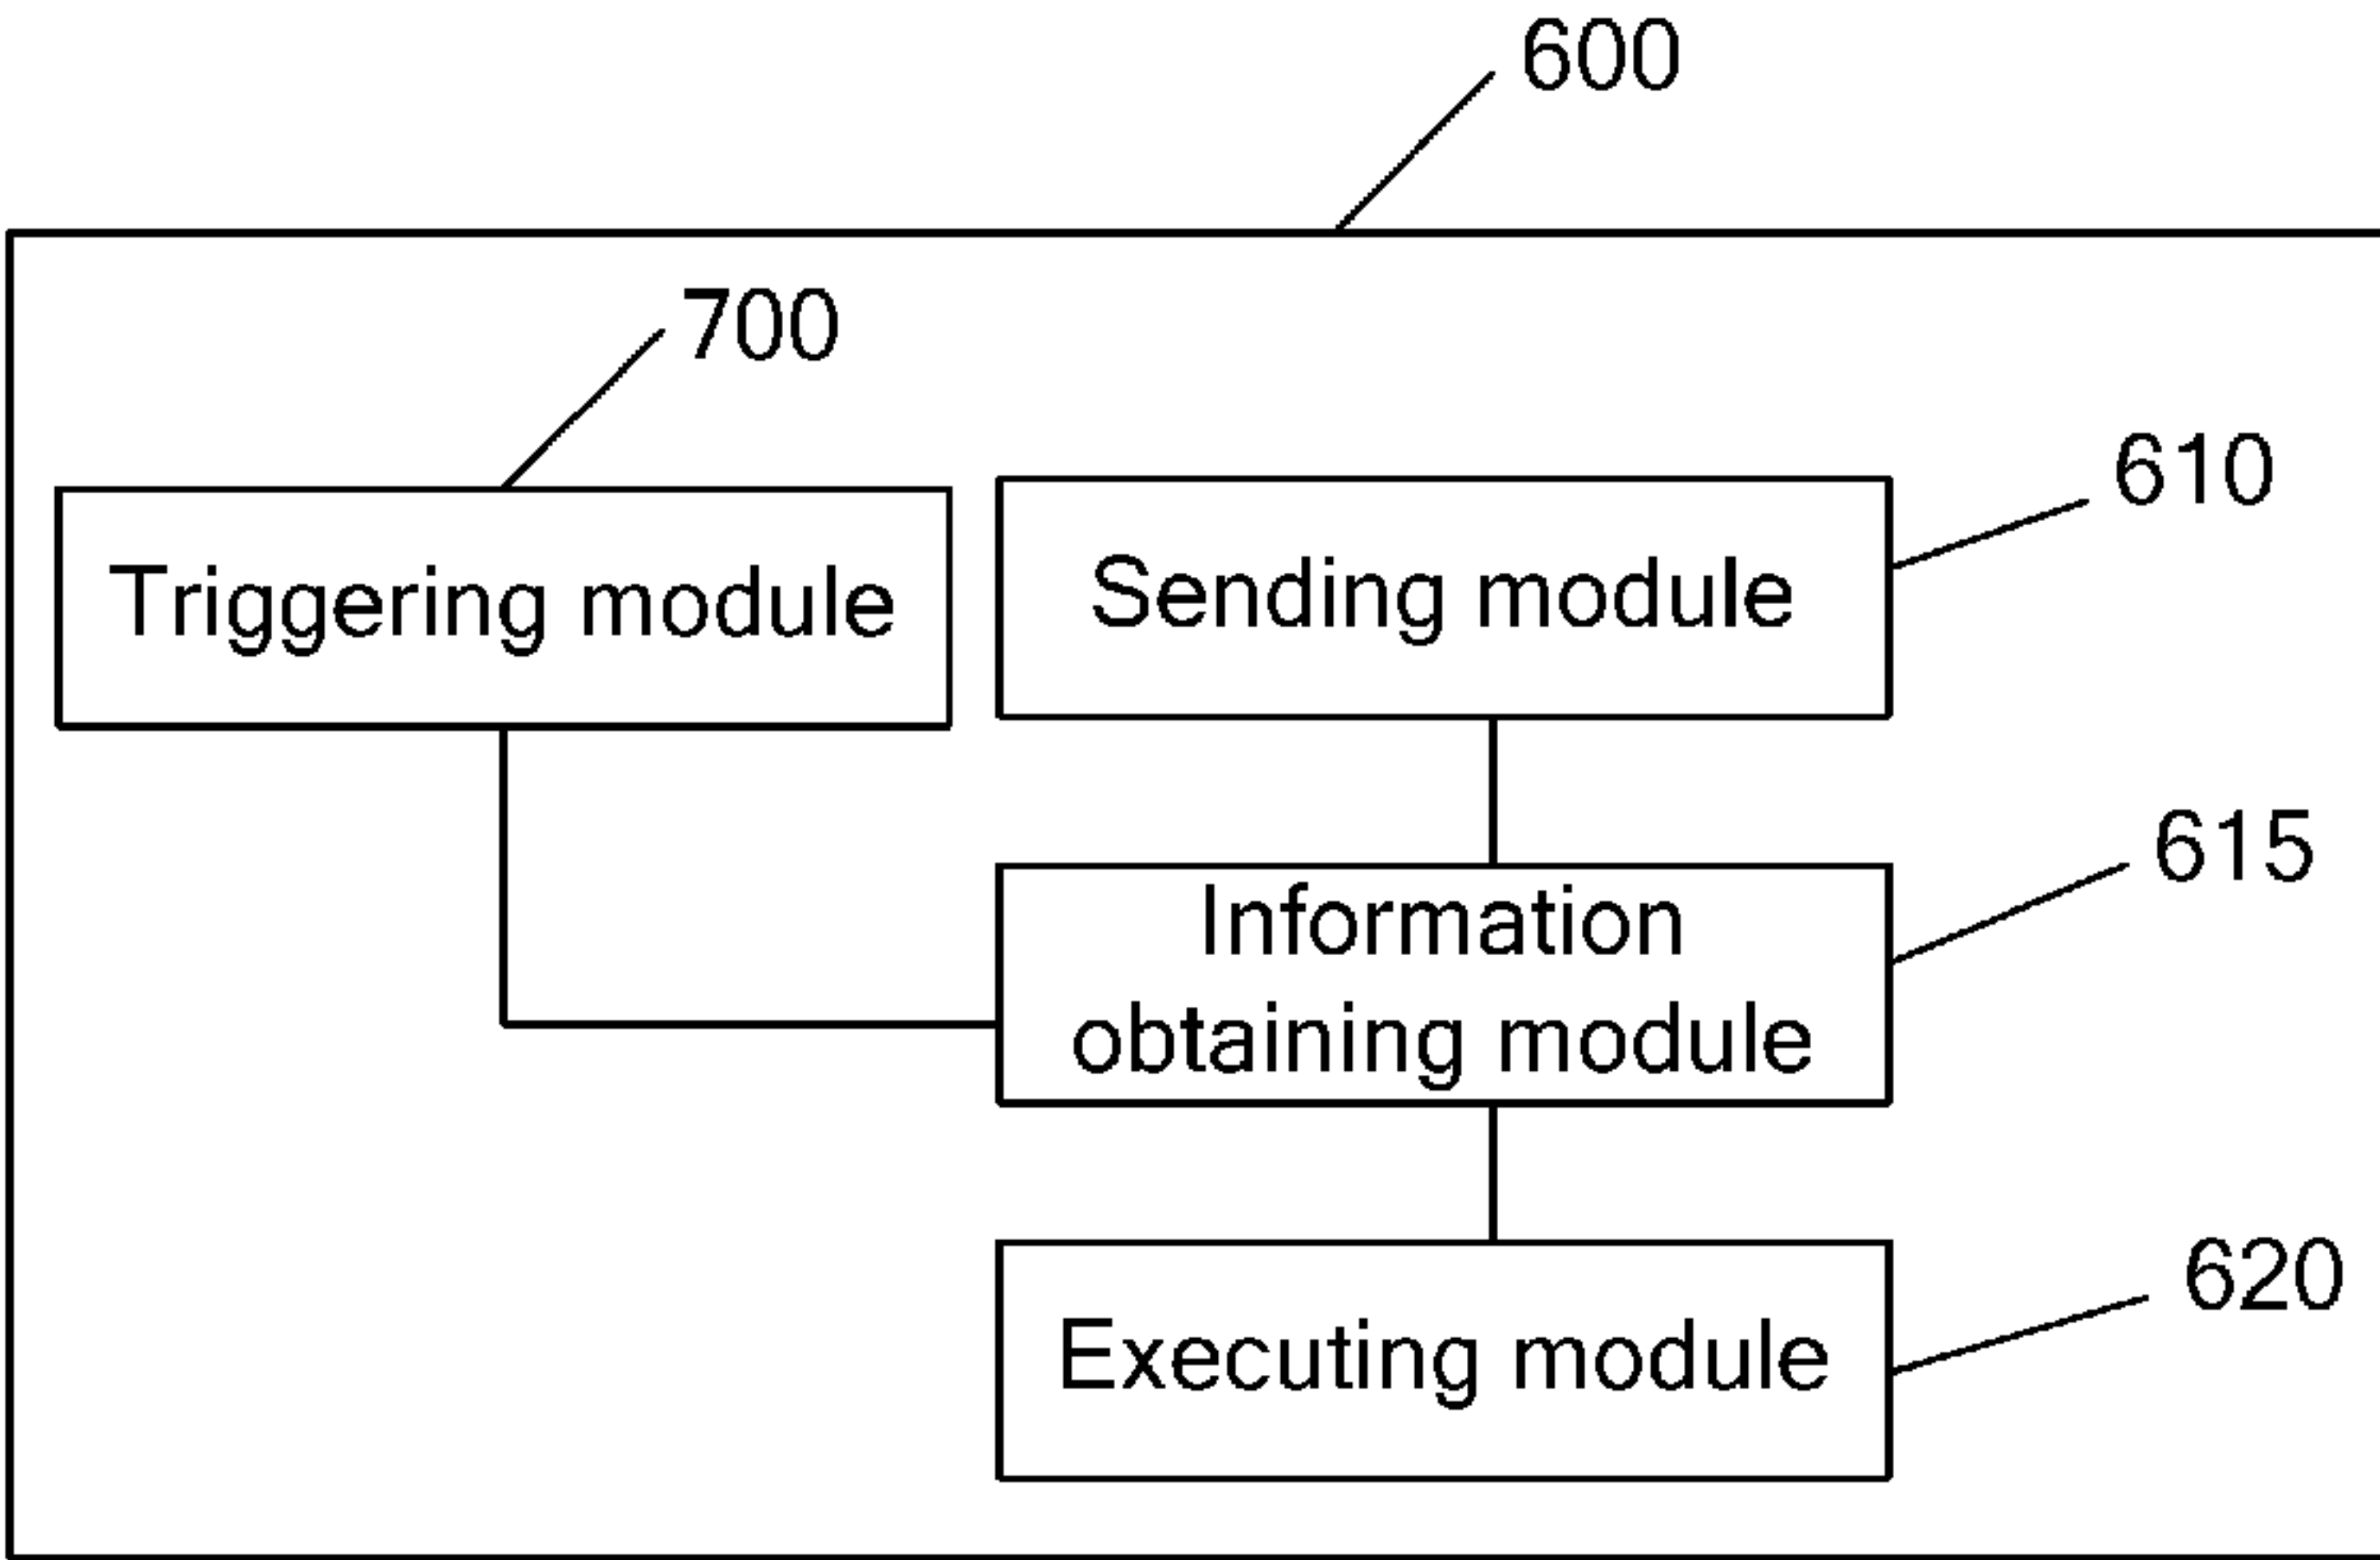 600
700
610
Triggering module
Sending module
615
Information
obtaining module
620
Executing module